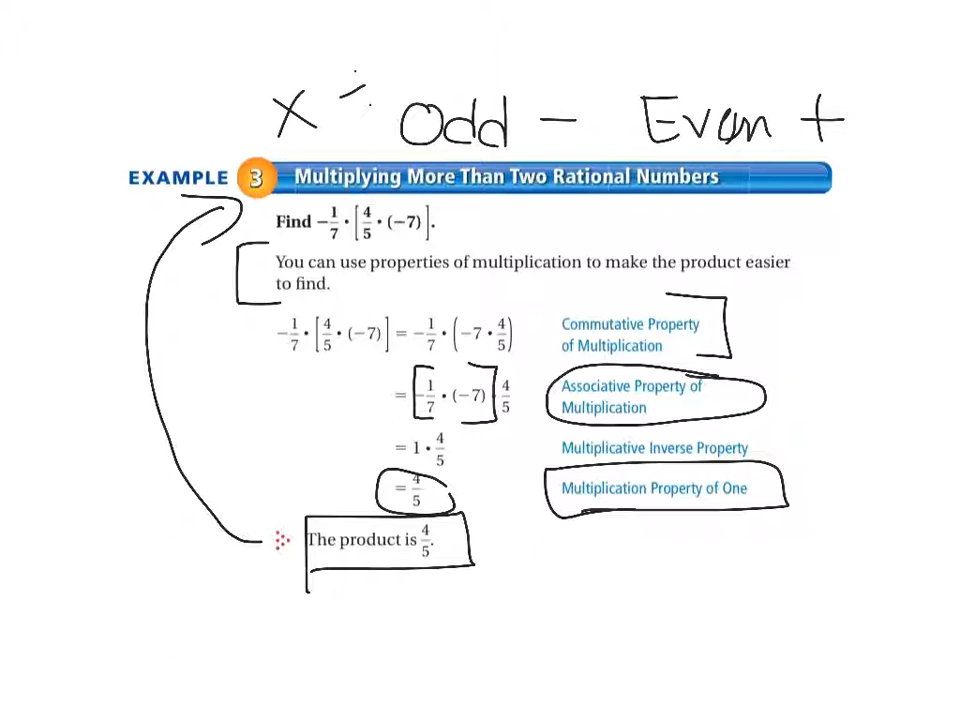 x ÷ Odd - Even +
EXAMPLE 3 Multiplying More Than Two Rational Numbers
Find −1/7 • [4/5 • (−7)].
You can use properties of multiplication to make the product easier
to find.
−1/7 • [4/5 • (−7)] = −1/7 • (−7 • 4/5)
Commutative Property
of Multiplication
= [−1/7 • (−7)] 4/5
Associative Property of
Multiplication
= 1 • 4/5
Multiplicative Inverse Property
= 4/5
Multiplication Property of One
The product is 4/5.